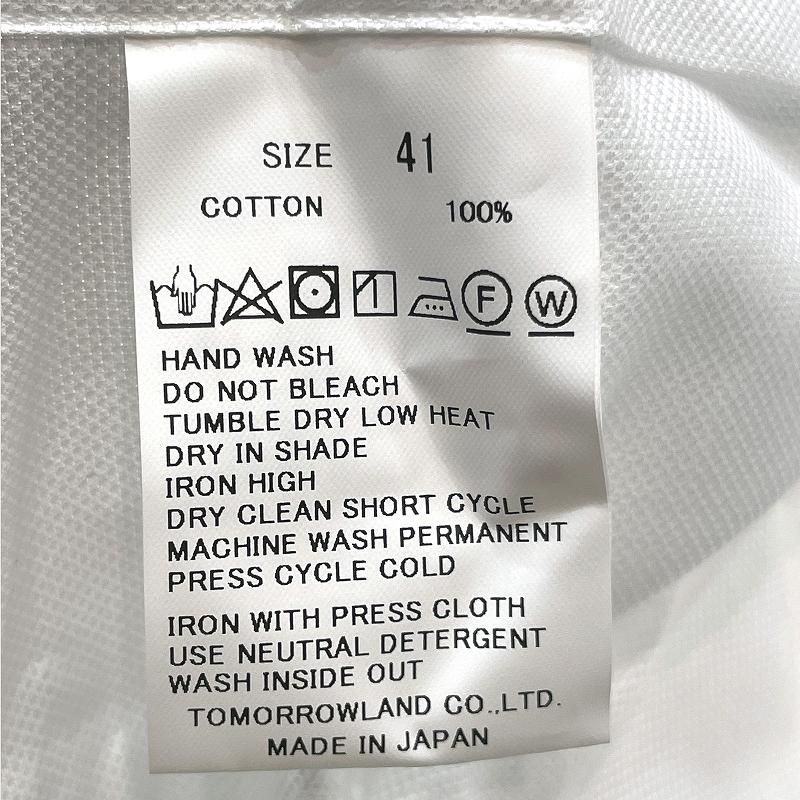 SIZE 41
COTTON 100%
F W
HAND WASH
DO NOT BLEACH
TUMBLE DRY LOW HEAT
DRY IN SHADE
IRON HIGH
DRY CLEAN SHORT CYCLE
MACHINE WASH PERMANENT
PRESS CYCLE COLD
IRON WITH PRESS CLOTH
USE NEUTRAL DETERGENT
WASH INSIDE OUT
TOMORROWLAND CO.,LTD.
MADE IN JAPAN